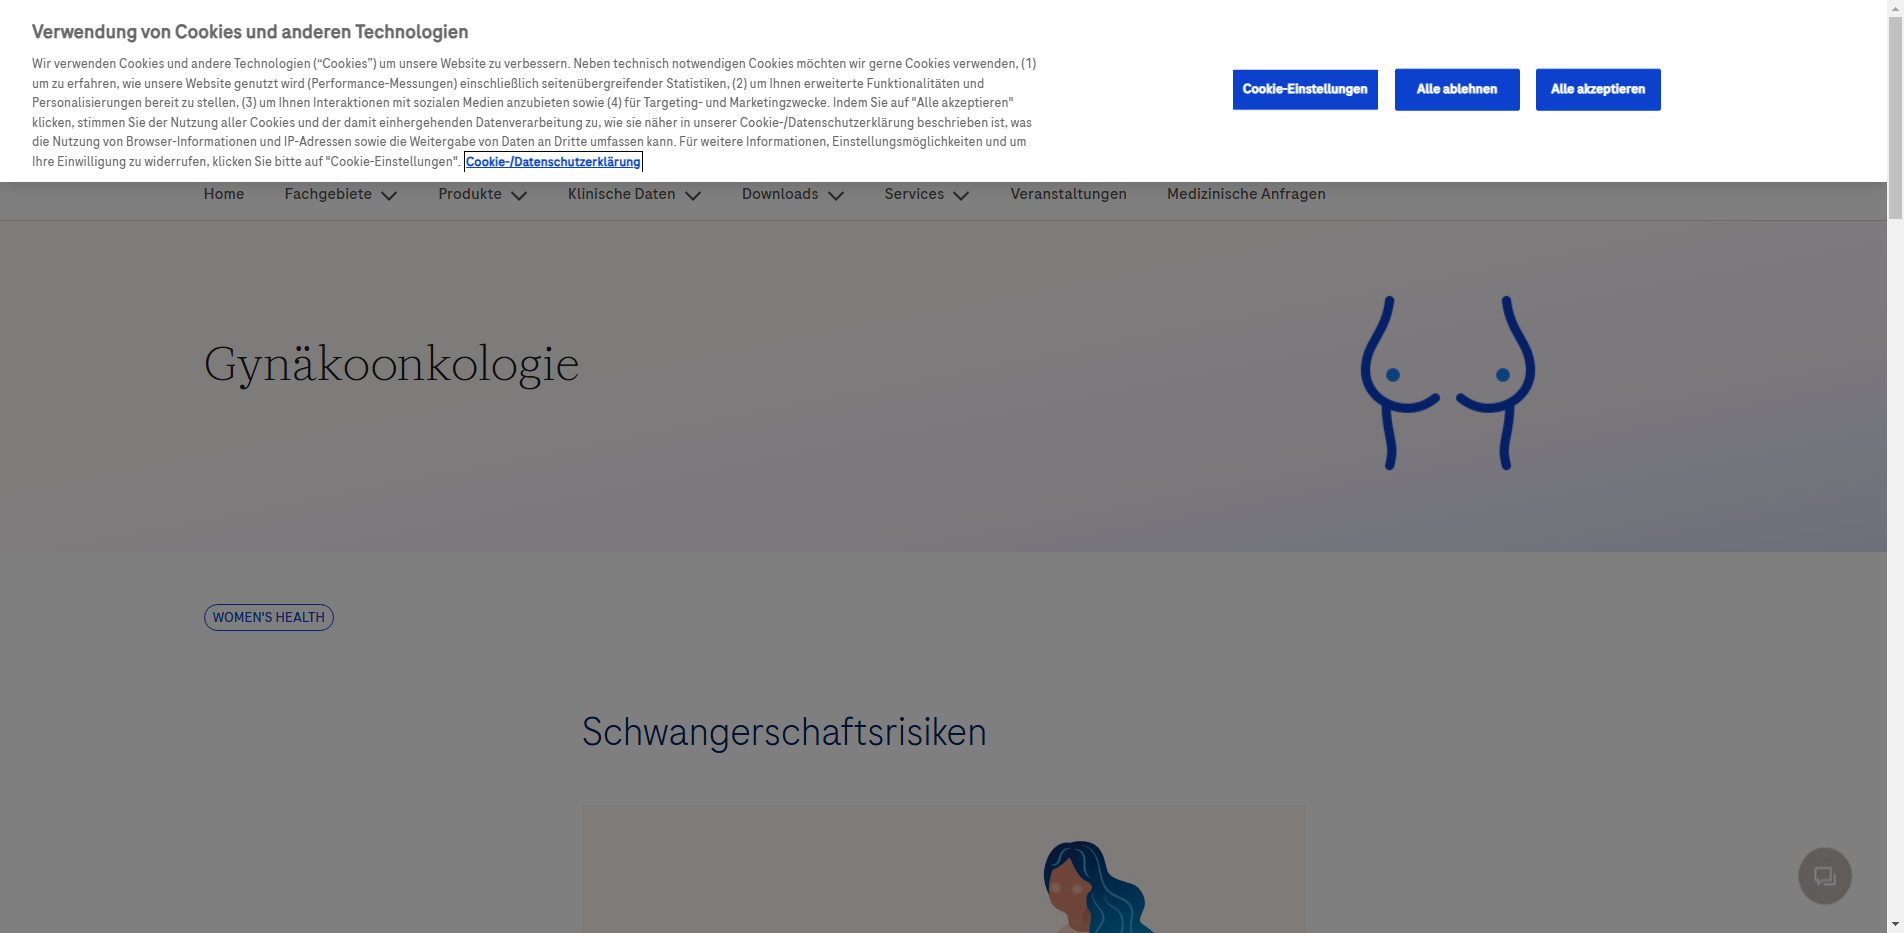 Verwendung von Cookies und anderen Technologien
Wir verwenden Cookies und andere Technologien (“Cookies”) um unsere Website zu verbessern. Neben technisch notwendigen Cookies möchten wir gerne Cookies verwenden, (1)
um zu erfahren, wie unsere Website genutzt wird (Performance-Messungen) einschließlich seitenübergreifender Statistiken, (2) um Ihnen erweiterte Funktionalitäten und
Personalisierungen bereit zu stellen, (3) um Ihnen Interaktionen mit sozialen Medien anzubieten sowie (4) für Targeting- und Marketingzwecke. Indem Sie auf "Alle akzeptieren"
klicken, stimmen Sie der Nutzung aller Cookies und der damit einhergehenden Datenverarbeitung zu, wie sie näher in unserer Cookie-/Datenschutzerklärung beschrieben ist, was
die Nutzung von Browser-Informationen und IP-Adressen sowie die Weitergabe von Daten an Dritte umfassen kann. Für weitere Informationen, Einstellungsmöglichkeiten und um
Ihre Einwilligung zu widerrufen, klicken Sie bitte auf "Cookie-Einstellungen". Cookie-/Datenschutzerklärung
Cookie-Einstellungen Alle ablehnen Alle akzeptieren
Home Fachgebiete Produkte Klinische Daten Downloads Services Veranstaltungen Medizinische Anfragen
Gynäkoonkologie
WOMEN'S HEALTH
Schwangerschaftsrisiken